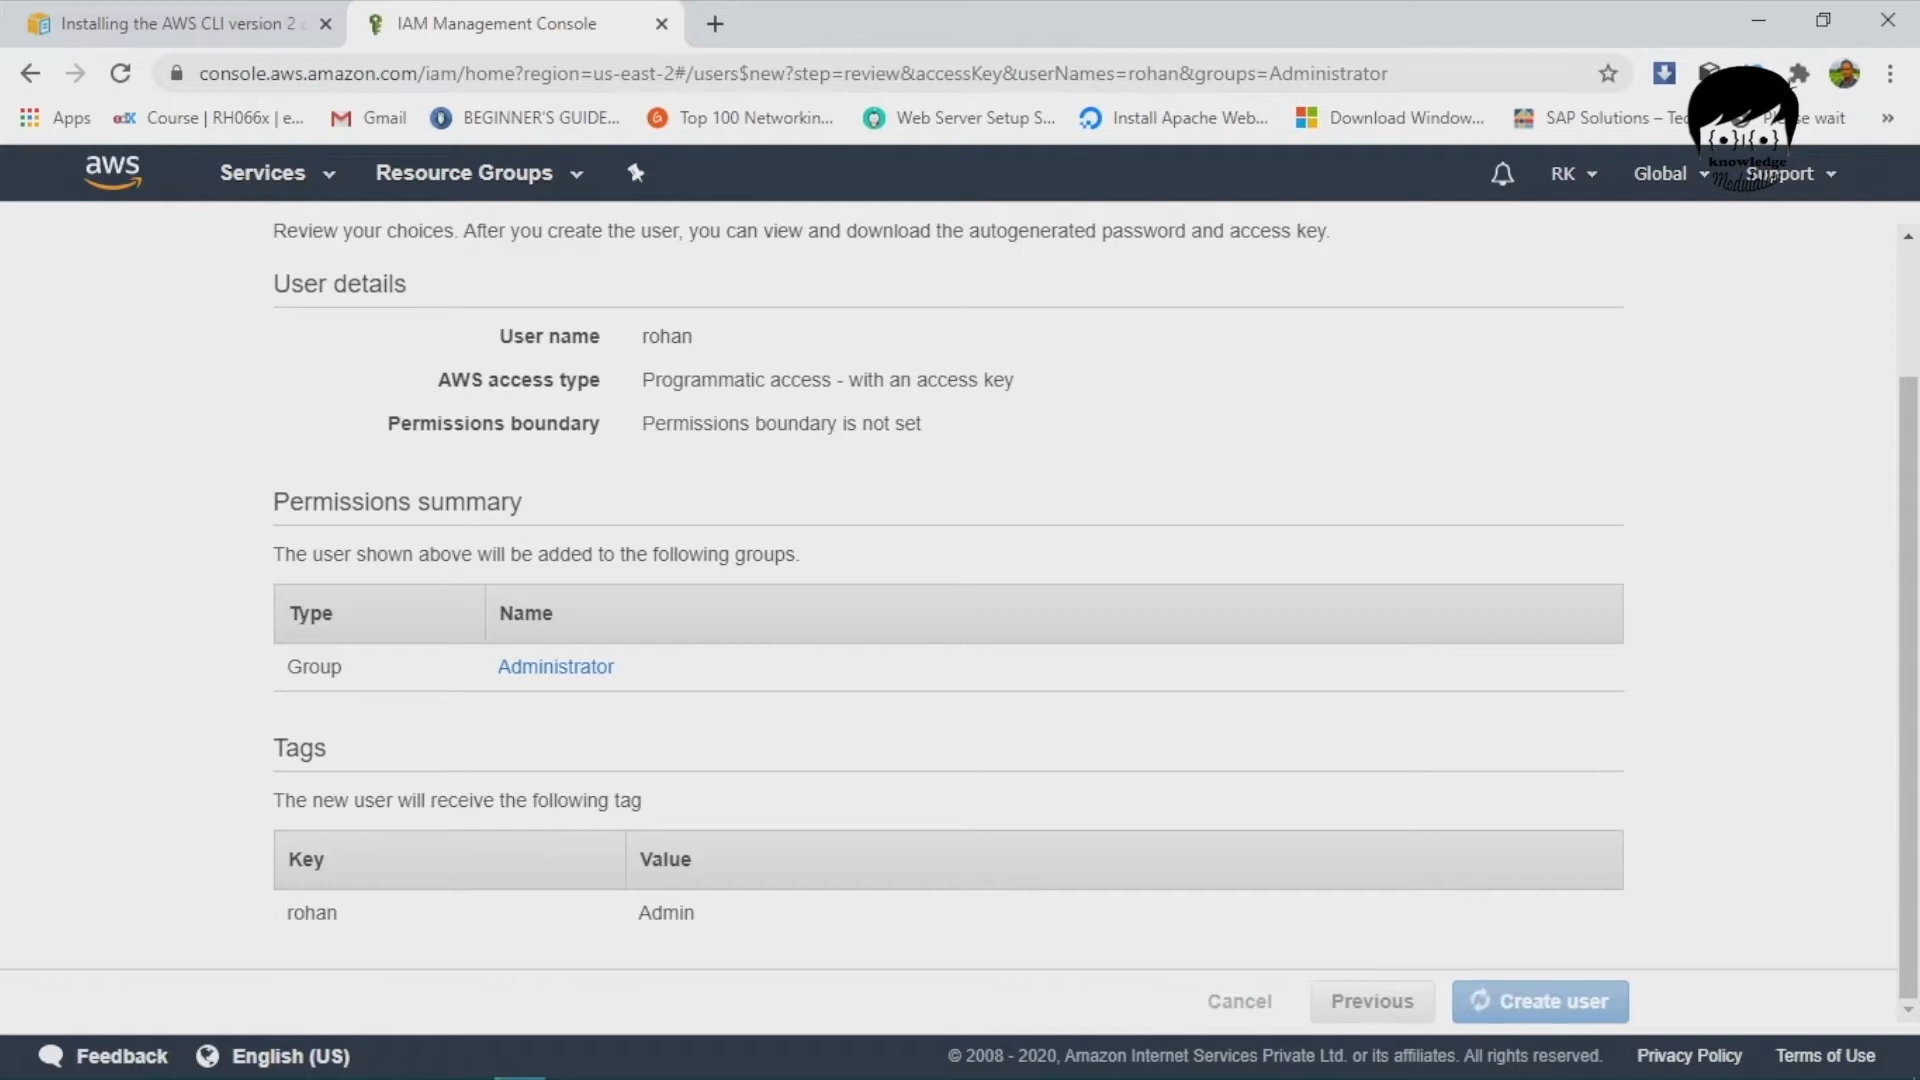 Installing the AWS CLI version 2
IAM Management Console
console.aws.amazon.com/iam/home?region=us-east-2#/users$new?step=review&accessKey&userNames=rohan&groups=Administrator
Apps
edX Course | RH066x | e...
Gmail
BEGINNER'S GUIDE...
Top 100 Networkin...
Web Server Setup S...
Install Apache Web...
Download Window...
SAP Solutions – Tec
se wait
»
aws
Services
Resource Groups
RK
Global
Support
{•}|{•}
knowledge
Review your choices. After you create the user, you can view and download the autogenerated password and access key.
User details
User name rohan
AWS access type Programmatic access - with an access key
Permissions boundary Permissions boundary is not set
Permissions summary
The user shown above will be added to the following groups.
Type Name
Group Administrator
Tags
The new user will receive the following tag
Key Value
rohan Admin
Cancel
Previous
Create user
Feedback
English (US)
© 2008 - 2020, Amazon Internet Services Private Ltd. or its affiliates. All rights reserved.
Privacy Policy
Terms of Use